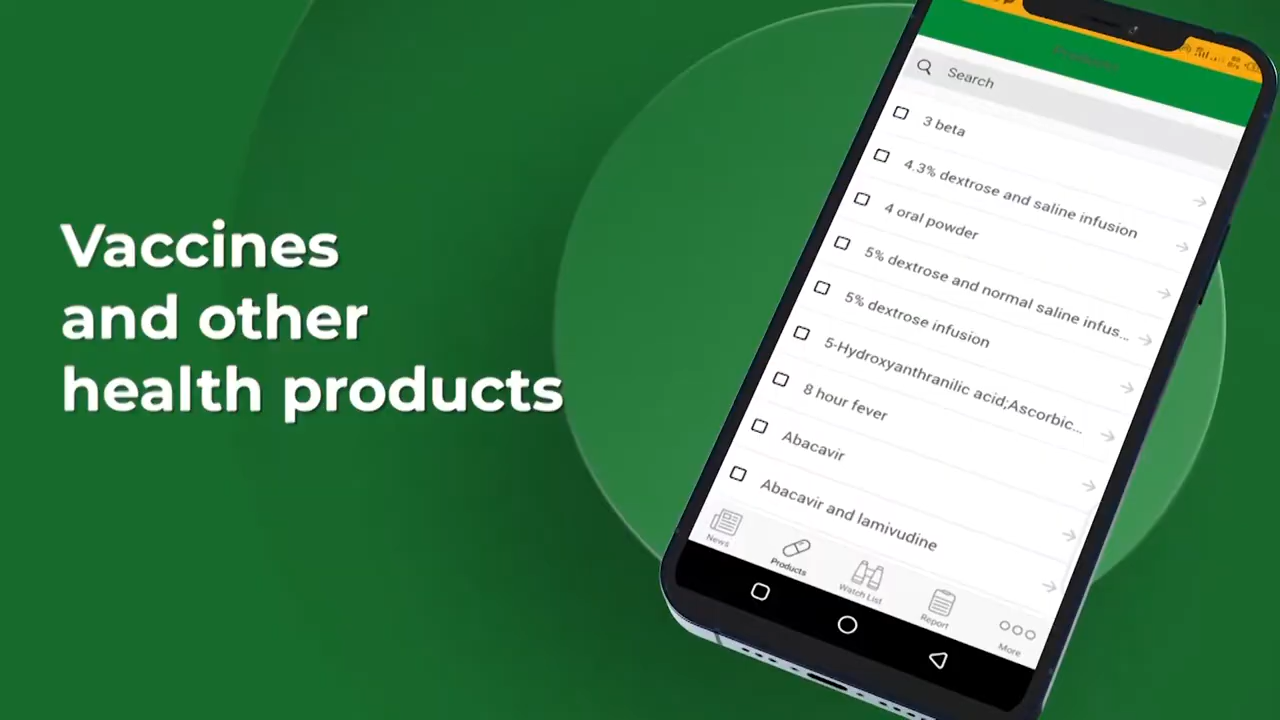 Vaccines
and other
health products
Search
3 beta
4.3% dextrose and saline infusion
4 oral powder
5% dextrose and normal saline infus...
5% dextrose infusion
5-Hydroxyanthranilic acid;Ascorbic...
8 hour fever
Abacavir
Abacavir and lamivudine
News
Products
Watch List
Report
More